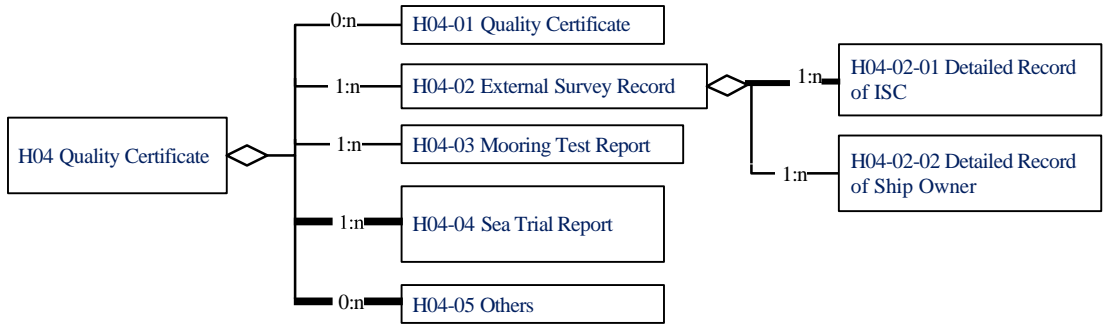 H04 Quality Certificate
0:n
H04-01 Quality Certificate
1:n
H04-02 External Survey Record
1:n
H04-02-01 Detailed Record
of ISC
1:n
H04-02-02 Detailed Record
of Ship Owner
1:n
H04-03 Mooring Test Report
1:n
H04-04 Sea Trial Report
0:n
H04-05 Others